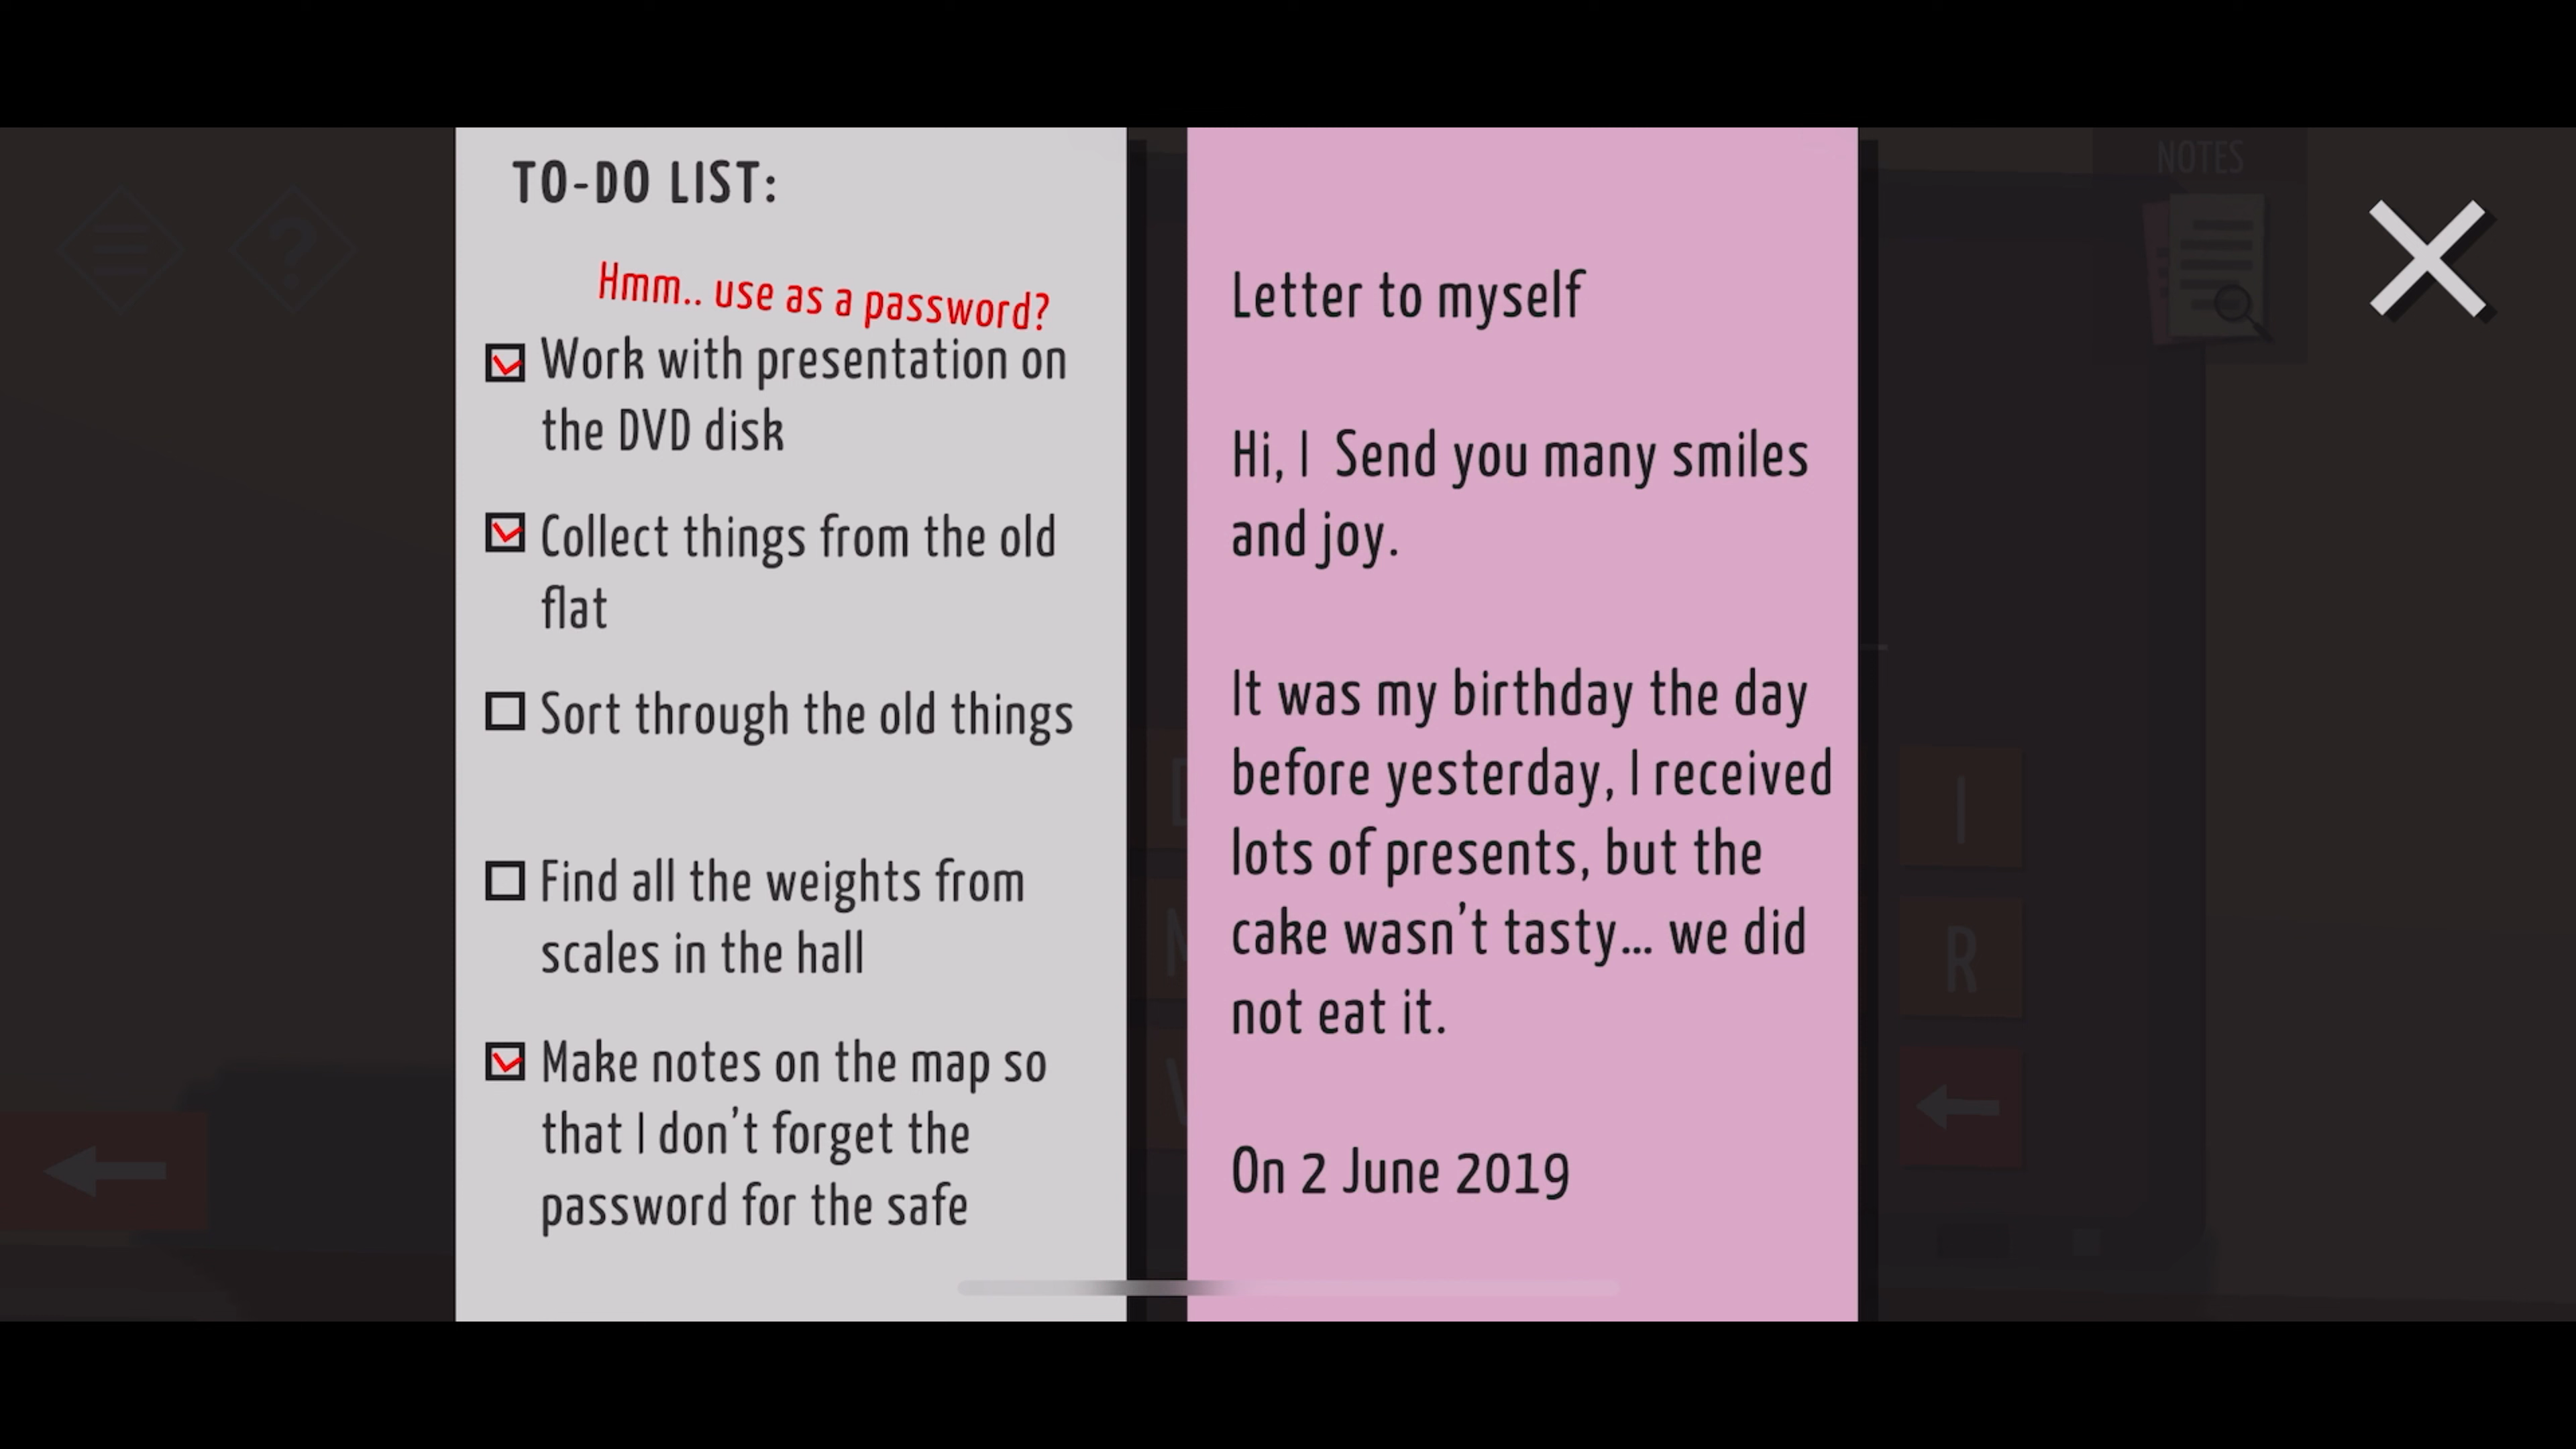 TO-DO LIST:
Hmm.. use as a password?
Work with presentation on
the DVD disk
Collect things from the old
flat
Sort through the old things
Find all the weights from
scales in the hall
Make notes on the map so
that I don't forget the
password for the safe
Letter to myself
Hi, I  Send you many smiles
and joy.
It was my birthday the day
before yesterday, I received
lots of presents, but the
cake wasn't tasty... we did
not eat it.
On 2 June 2019
NOTES
?
I
R